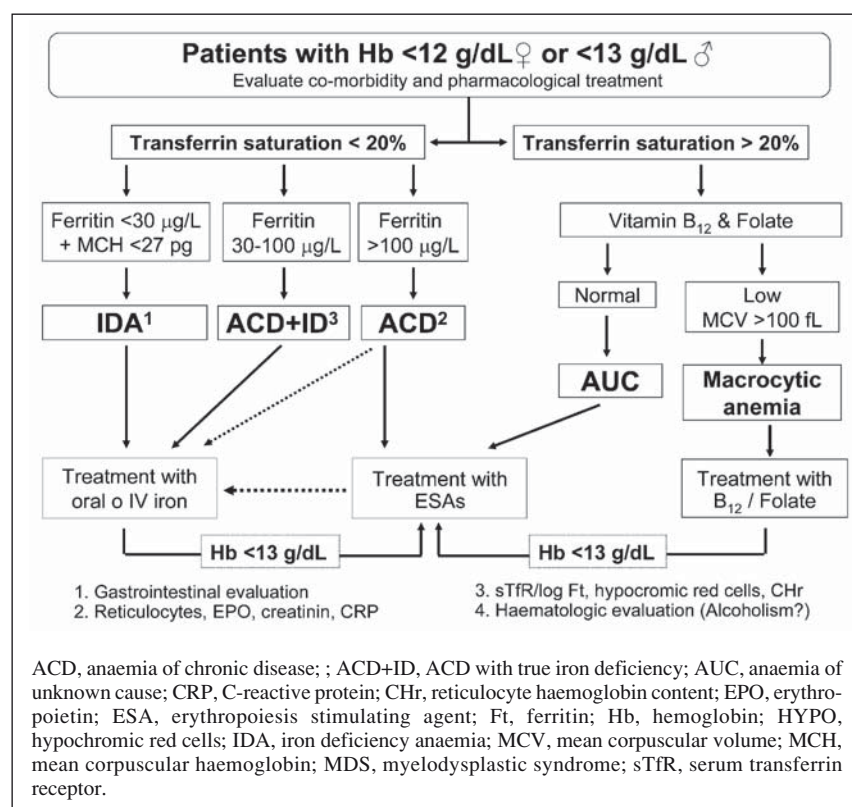 Patients with Hb <12 g/dL♀ or <13 g/dL ♂
Evaluate co-morbidity and pharmacological treatment
Transferrin saturation < 20%
Transferrin saturation > 20%
Ferritin <30 µg/L
+ MCH <27 pg
Ferritin
30-100 µg/L
Ferritin
>100 µg/L
Vitamin B12 & Folate
Normal
Low
MCV >100 fL
IDA¹
ACD+ID³
ACD²
AUC
Macrocytic
anemia
Treatment with
oral o IV iron
Treatment with
ESAs
Treatment with
B12 / Folate
Hb <13 g/dL
Hb <13 g/dL
1. Gastrointestinal evaluation
2. Reticulocytes, EPO, creatinin, CRP
3. sTfR/log Ft, hypocromic red cells, CHr
4. Haematologic evaluation (Alcoholism?)
ACD, anaemia of chronic disease; ; ACD+ID, ACD with true iron deficiency; AUC, anaemia of
unknown cause; CRP, C-reactive protein; CHr, reticulocyte haemoglobin content; EPO, erythro-
poietin; ESA, erythropoiesis stimulating agent; Ft, ferritin; Hb, hemoglobin; HYPO,
hypochromic red cells; IDA, iron deficiency anaemia; MCV, mean corpuscular volume; MCH,
mean corpuscular haemoglobin; MDS, myelodysplastic syndrome; sTfR, serum transferrin
receptor.